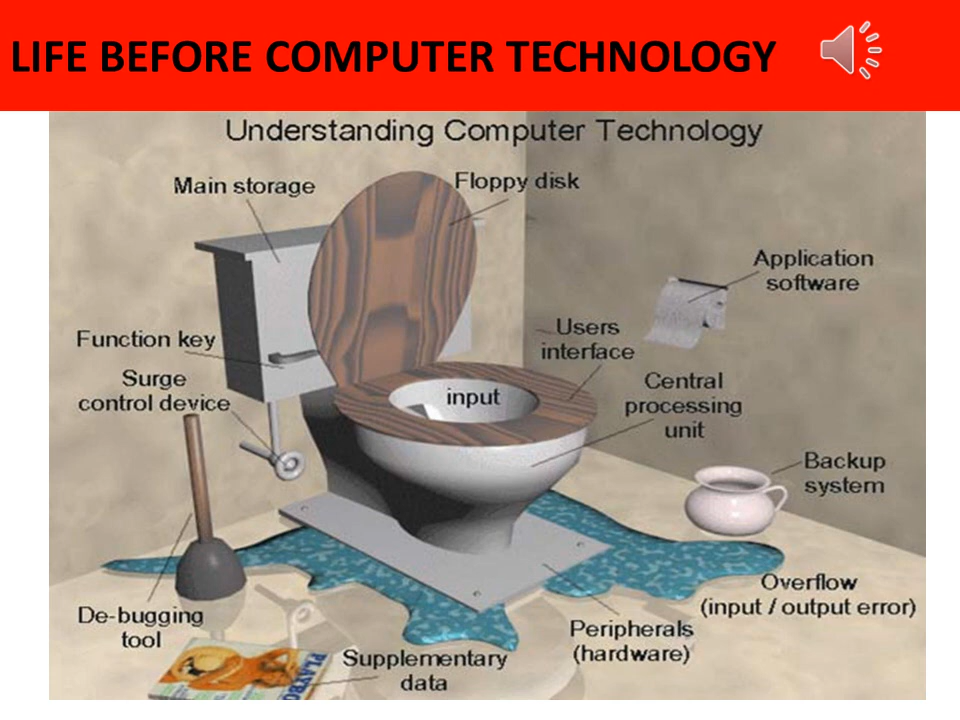 LIFE BEFORE COMPUTER TECHNOLOGY
Understanding Computer Technology
Main storage
Floppy disk
Application
software
Function key
Users
interface
Surge
control device
input
Central
processing
unit
Backup
system
De-bugging
tool
Overflow
(input / output error)
Peripherals
(hardware)
Supplementary
data
PLAYBO